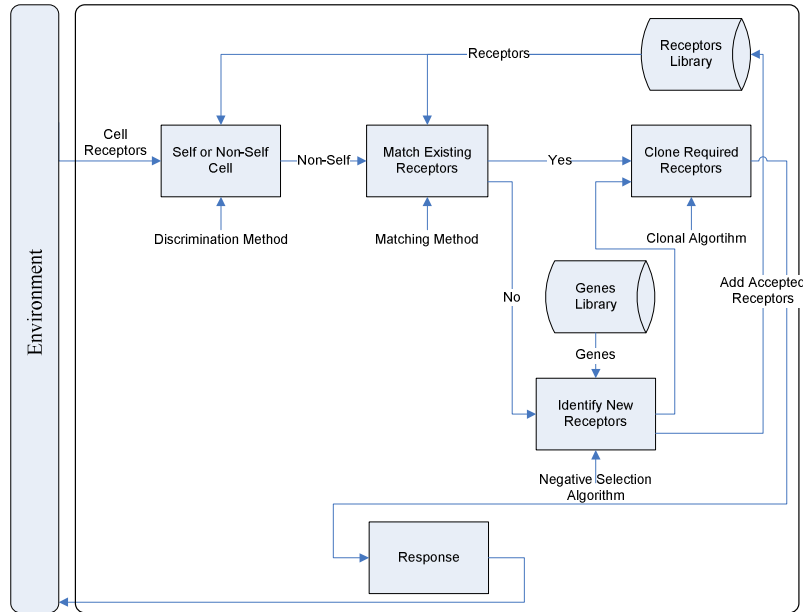 Receptors
Receptors
Library
Cell
Receptors
Self or Non-Self
Cell
Non-Self
Match Existing
Receptors
Yes
Clone Required
Receptors
Discrimination Method
Matching Method
Clonal Algortihm
Environment
No
Genes
Library
Add Accepted
Receptors
Genes
Identify New
Receptors
Negative Selection
Algorithm
Response